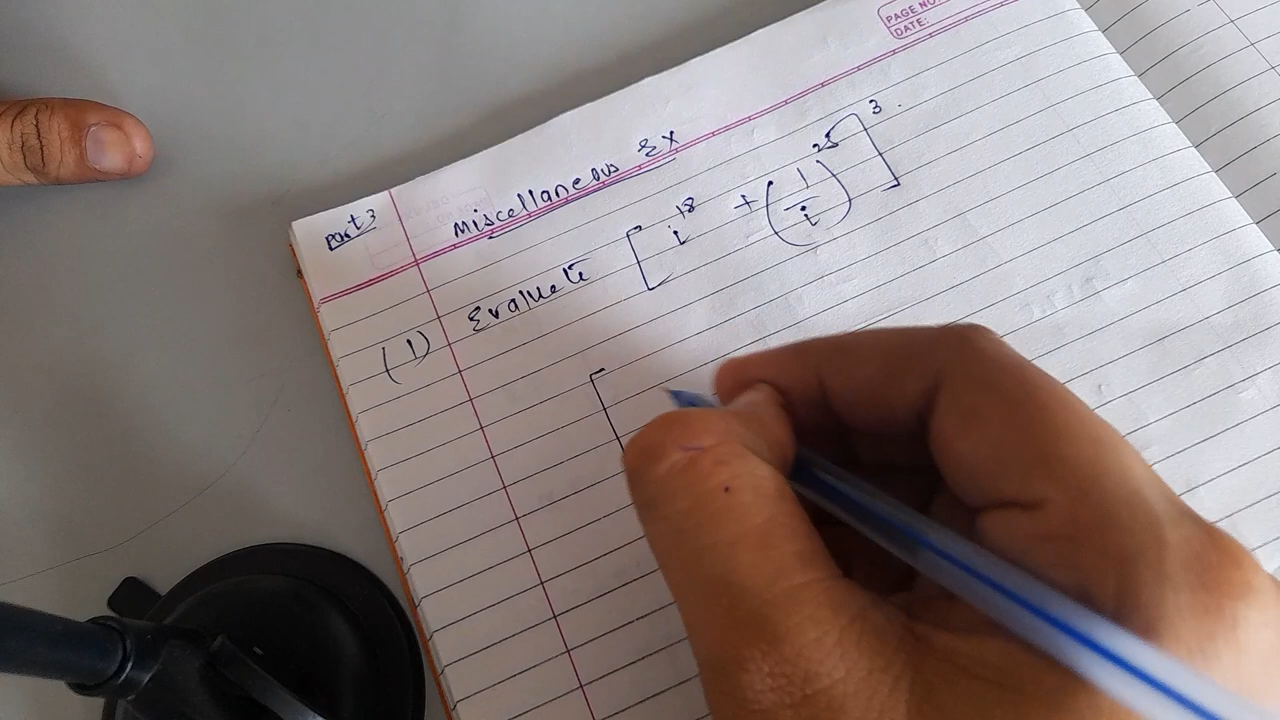 PAGE NO.
DATE:
Part 3
Miscellaneous Ex
(1) Evaluate [ i^18 + (1/i)^25 ]^3 .
[